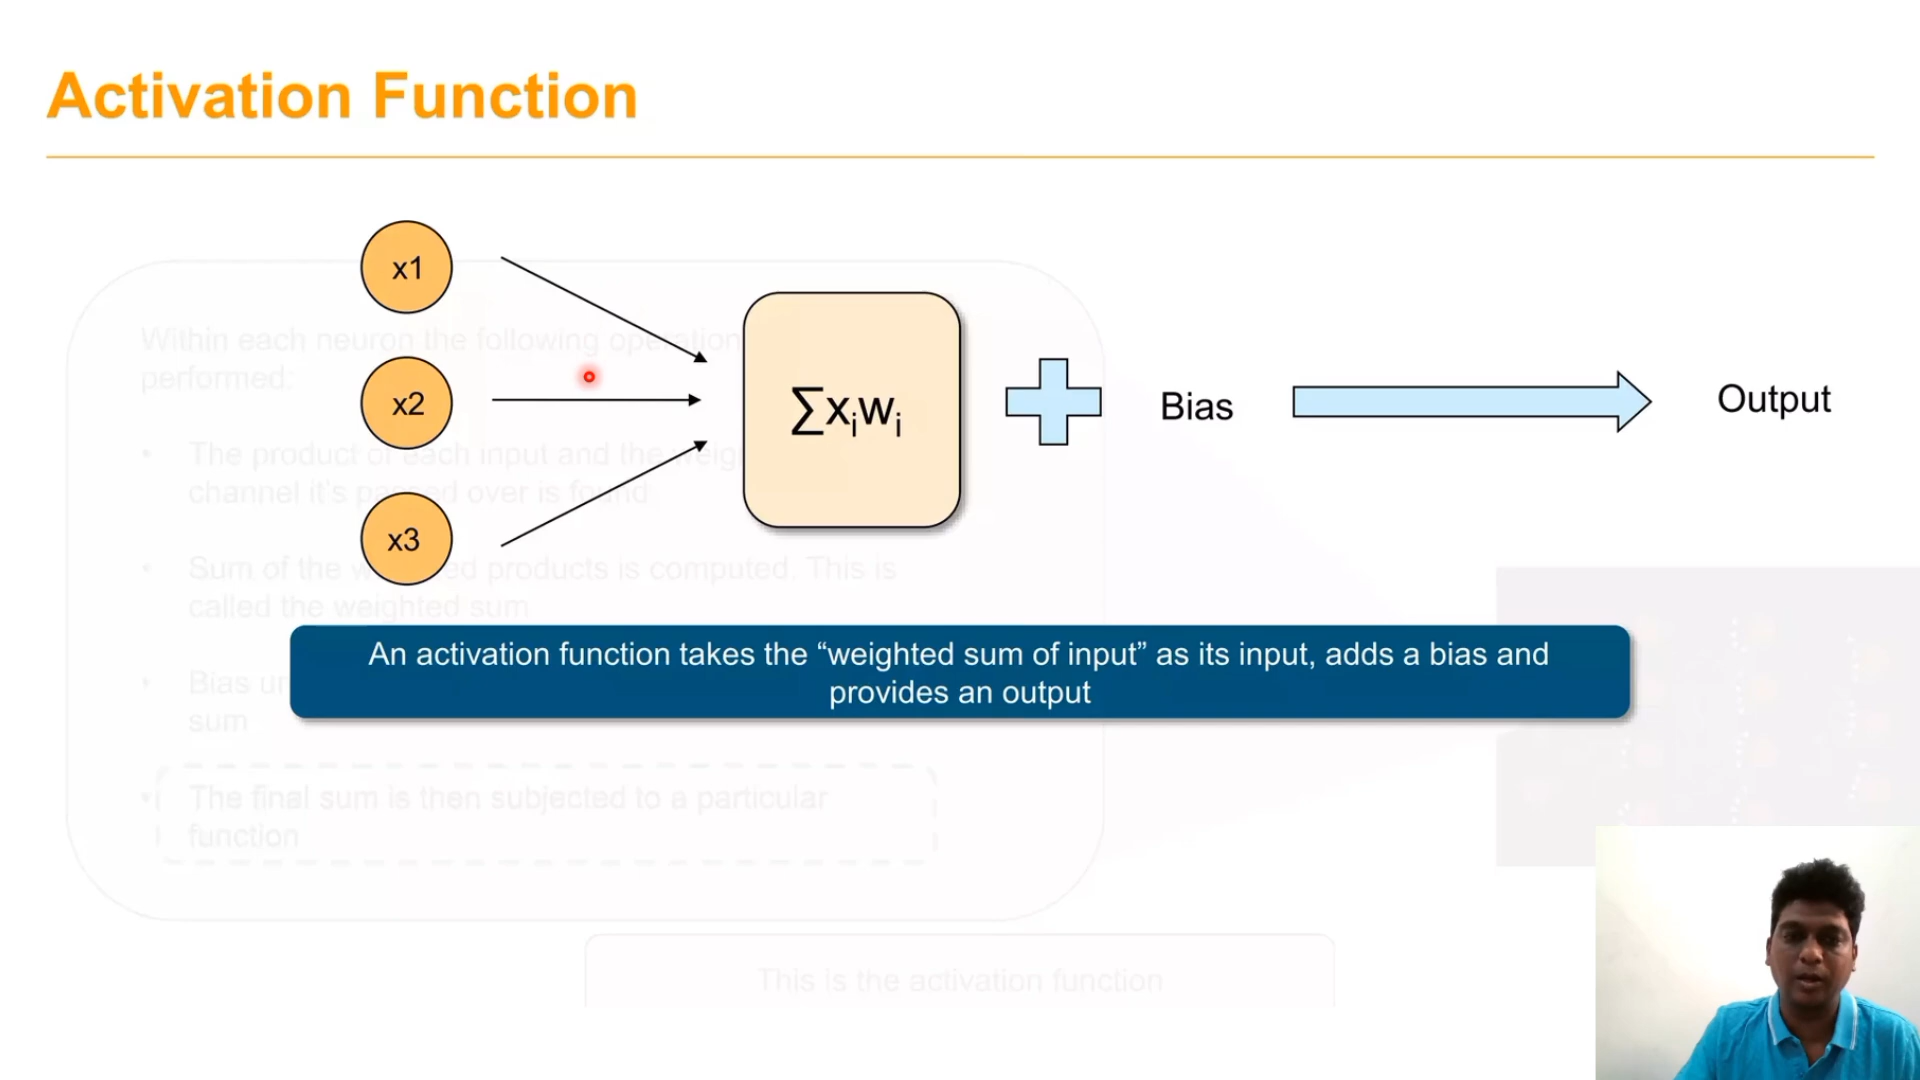 Activation Function
x1
x2
x3
∑xᵢwᵢ
Bias
Output
Within each neuron the following operation
performed:
• The product of each input and the weig
channel it's passed over is found
• Sum of the w ed products is computed. This is
called the weighted sum
An activation function takes the “weighted sum of input” as its input, adds a bias and
provides an output
• Bias un
sum
• The final sum is then subjected to a particular
function
This is the activation function